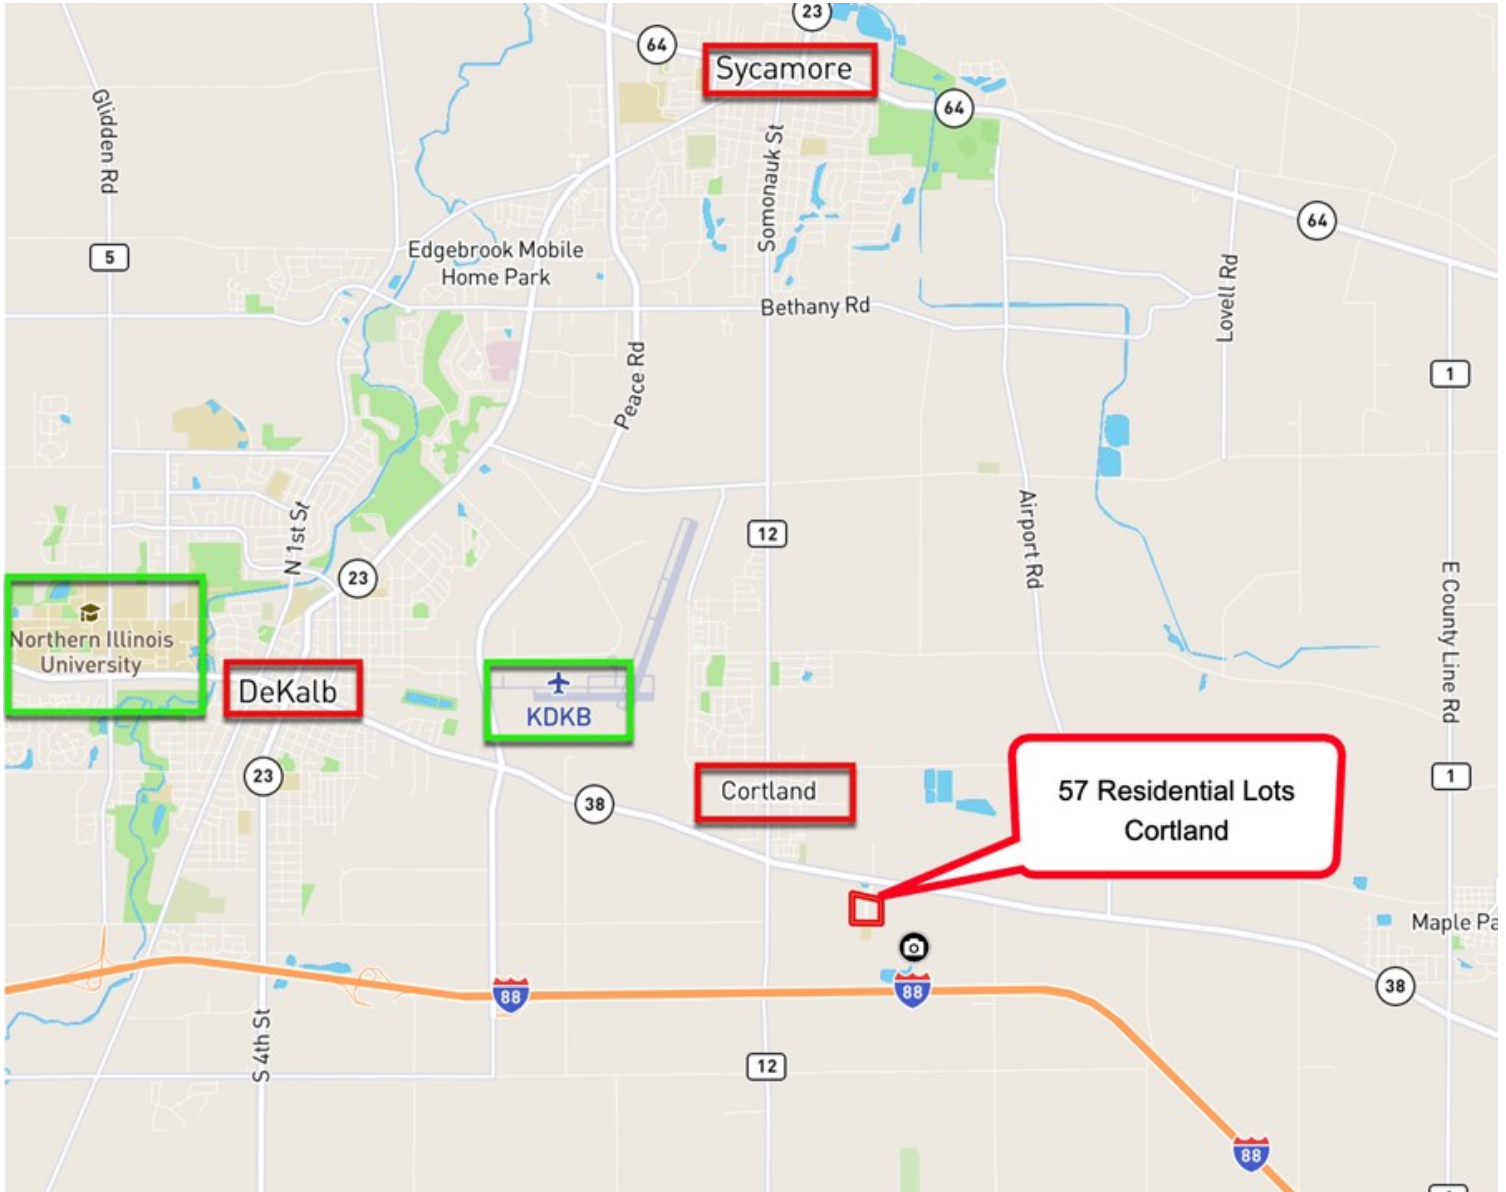 23
64
Sycamore
64
Glidden Rd
Somonauk St
64
5
Edgebrook Mobile
Home Park
Lovell Rd
Bethany Rd
Peace Rd
1
N 1st St
12
Airport Rd
23
E County Line Rd
Northern Illinois
University
DeKalb
KDKB
23
38
Cortland
57 Residential Lots
Cortland
1
Maple Pa
88
88
38
S 4th St
12
88